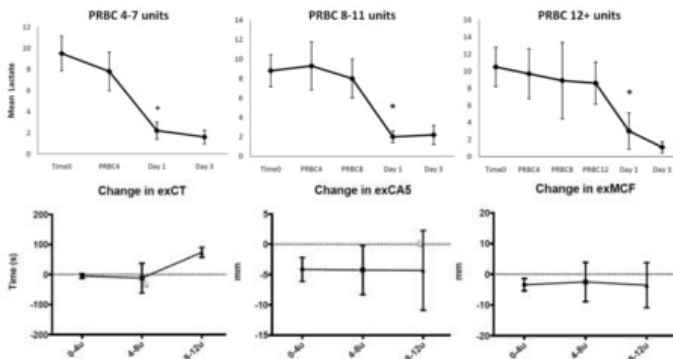 PRBC 4-7 units
PRBC 8-11 units
PRBC 12+ units
Mean Lactate
12
10
8
6
4
2
0
Time0 PRBC4 Day 1 Day 3
*
14
12
10
8
6
4
2
0
Time0 PRBC4 PRBC8 Day 1 Day 3
*
16
14
12
10
8
6
4
2
0
Time0 PRBC4 PRBC8 PRBC12 Day 1 Day 3
*
Change in exCT
Change in exCA5
Change in exMCF
Time (s)
200
100
0
-100
-200
0-4u 4-8u 8-12u
mm
5
0
-5
-10
-15
0-4u 4-8u 8-12u
mm
20
10
0
-10
-20
0-4u 4-8u 8-12u